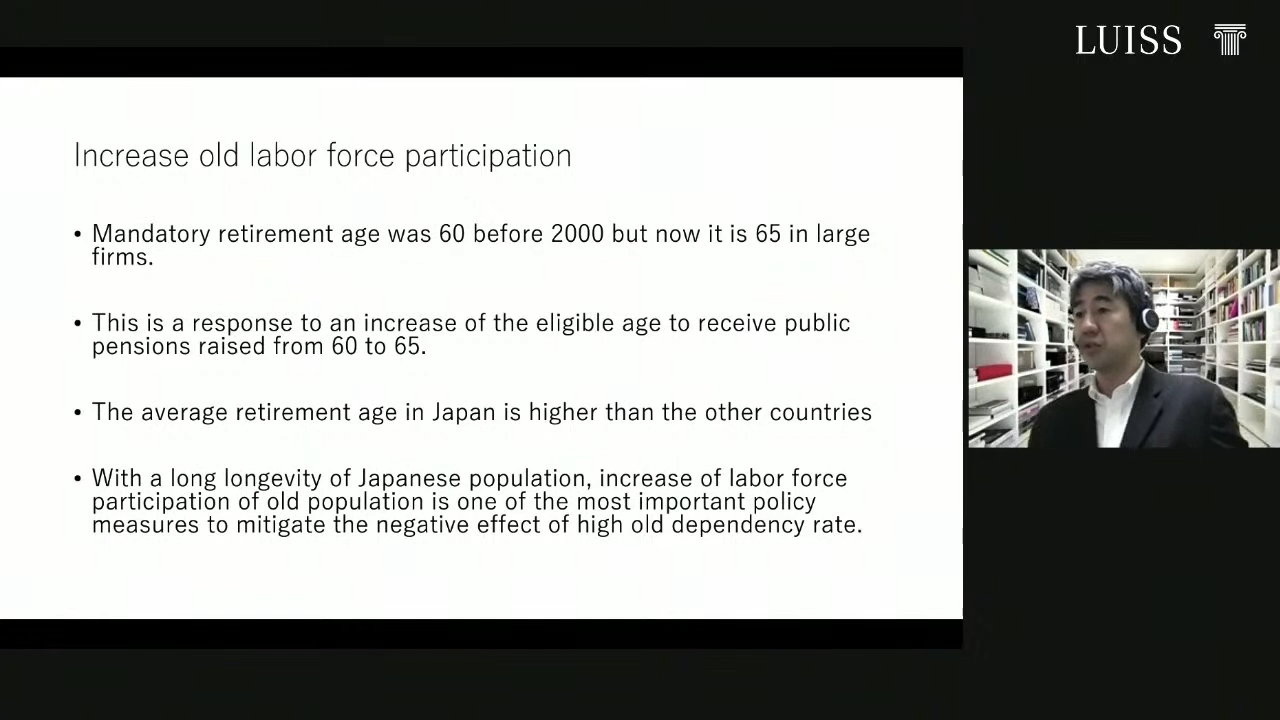 LUISS
Increase old labor force participation
• Mandatory retirement age was 60 before 2000 but now it is 65 in large
firms.
• This is a response to an increase of the eligible age to receive public
pensions raised from 60 to 65.
• The average retirement age in Japan is higher than the other countries
• With a long longevity of Japanese population, increase of labor force
participation of old population is one of the most important policy
measures to mitigate the negative effect of high old dependency rate.